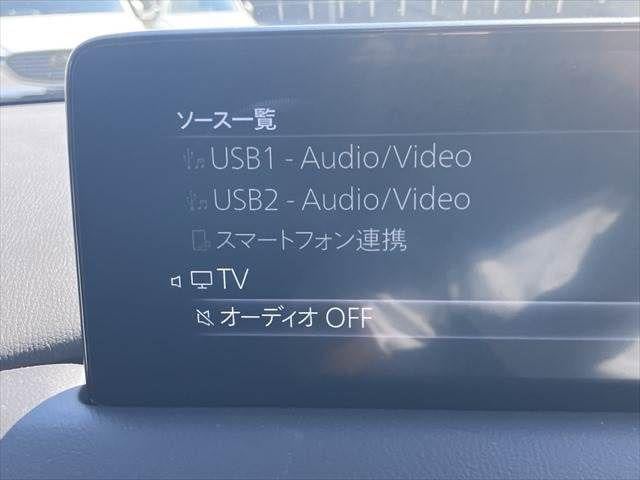 ソース一覧
USB1 - Audio/Video
USB2 - Audio/Video
スマートフォン連携
TV
オーディオ OFF